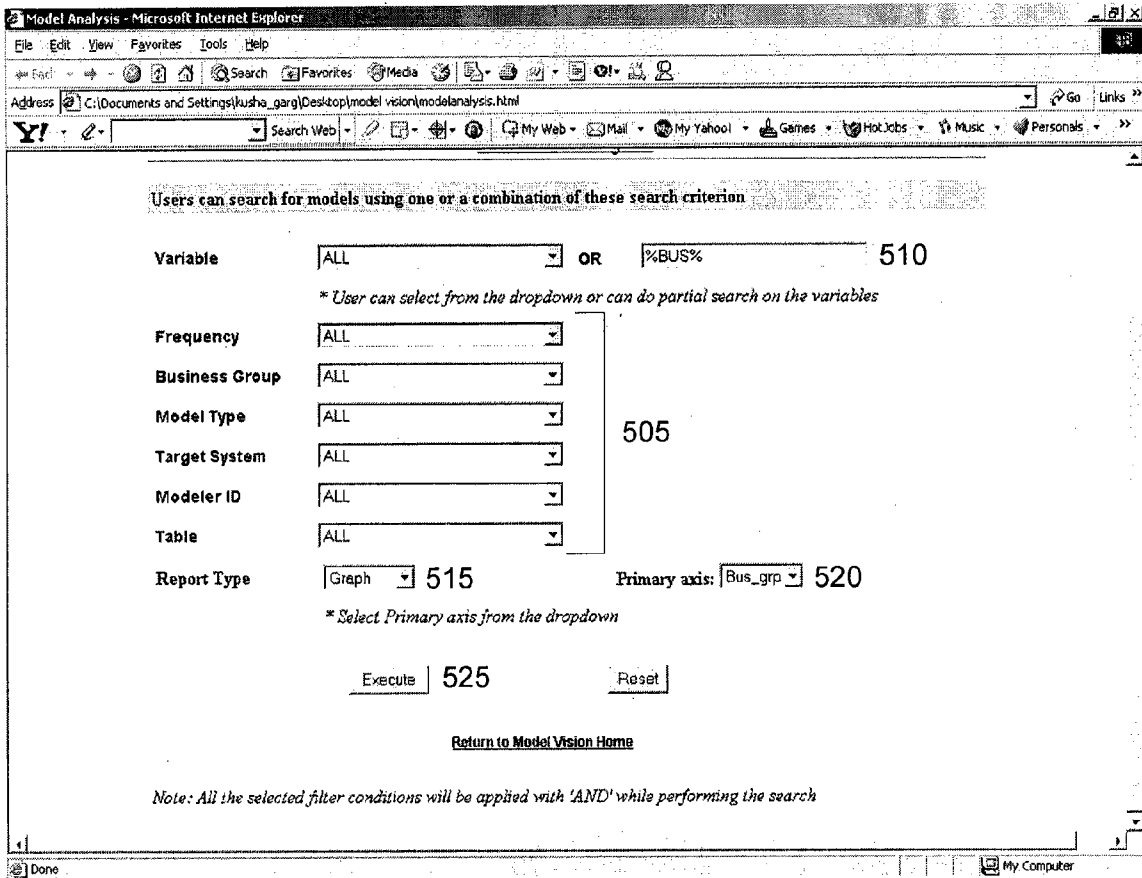 Model Analysis - Microsoft Internet Explorer
File Edit View Favorites Tools Help
Search Favorites Media
Address C:\Documents and Settings\kusha_garg\Desktop\model vision\modelanalysis.html Go Links »
Y! Search Web My Web Mail My Yahoo! Games HotJobs Music Personals »
Users can search for models using one or a combination of these search criterion
Variable ALL OR %BUS% 510
* User can select from the dropdown or can do partial search on the variables
Frequency ALL
Business Group ALL
Model Type ALL
505
Target System ALL
Modeler ID ALL
Table ALL
Report Type Graph 515 Primary axis: Bus_grp 520
* Select Primary axis from the dropdown
Execute 525 Reset
Return to Model Vision Home
Note: All the selected filter conditions will be applied with 'AND' while performing the search
Done My Computer